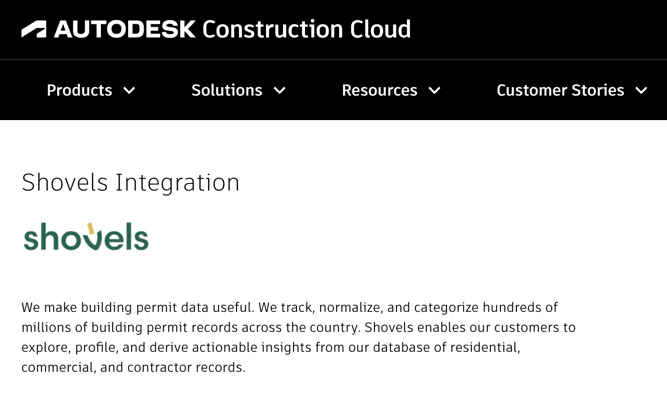 AUTODESK Construction Cloud
Products Solutions Resources Customer Stories
Shovels Integration
shovels
We make building permit data useful. We track, normalize, and categorize hundreds of
millions of building permit records across the country. Shovels enables our customers to
explore, profile, and derive actionable insights from our database of residential,
commercial, and contractor records.